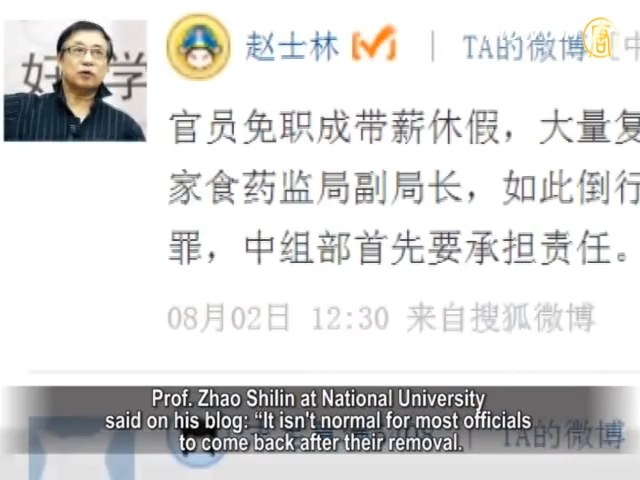 好 学
赵士林 | TA的微博
官员免职成带薪休假，大量复
家食药监局副局长，如此倒行
罪，中组部首先要承担责任。
08月02日 12:30 来自搜狐微博
Prof. Zhao Shilin at National University
said on his blog: “It isn't normal for most officials
to come back after their removal.
TA的微博